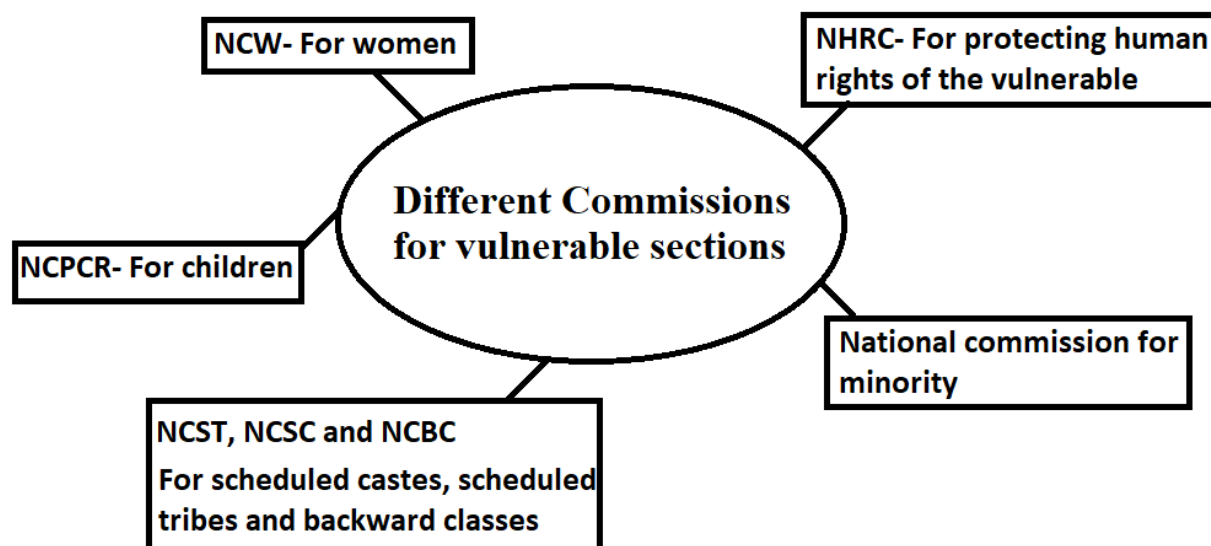 NCW- For women
NHRC- For protecting human
rights of the vulnerable
Different Commissions
for vulnerable sections
NCPCR- For children
National commission for
minority
NCST, NCSC and NCBC
For scheduled castes, scheduled
tribes and backward classes